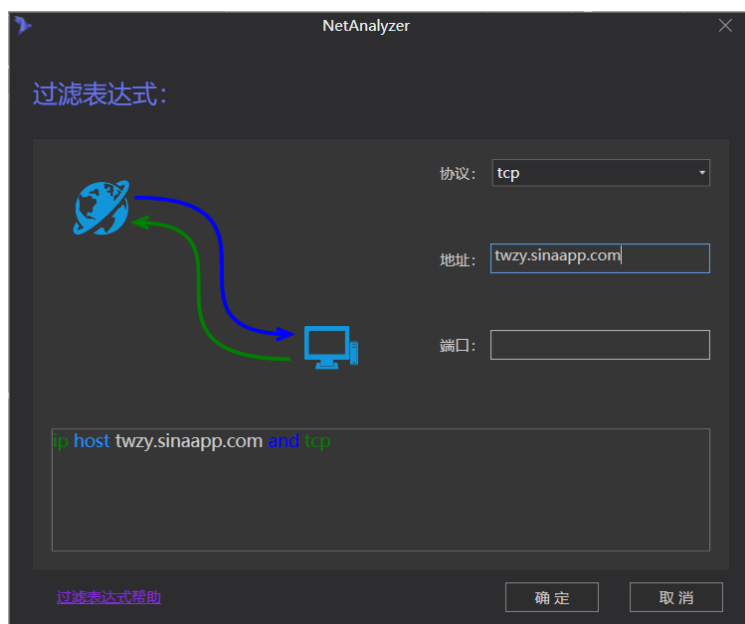 NetAnalyzer
过滤表达式：
协议： tcp
地址： twzy.sinaapp.com
端口：
ip host twzy.sinaapp.com and tcp
过滤表达式帮助
确 定
取 消